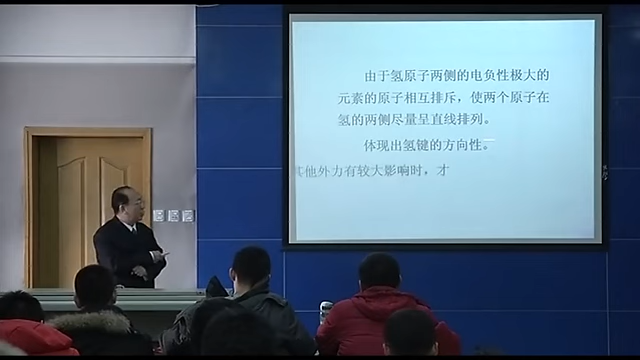 由于氢原子两侧的电负性极大的
元素的原子相互排斥，使两个原子在
氢的两侧尽量呈直线排列。
体现出氢键的方向性。
其他外力有较大影响时，才